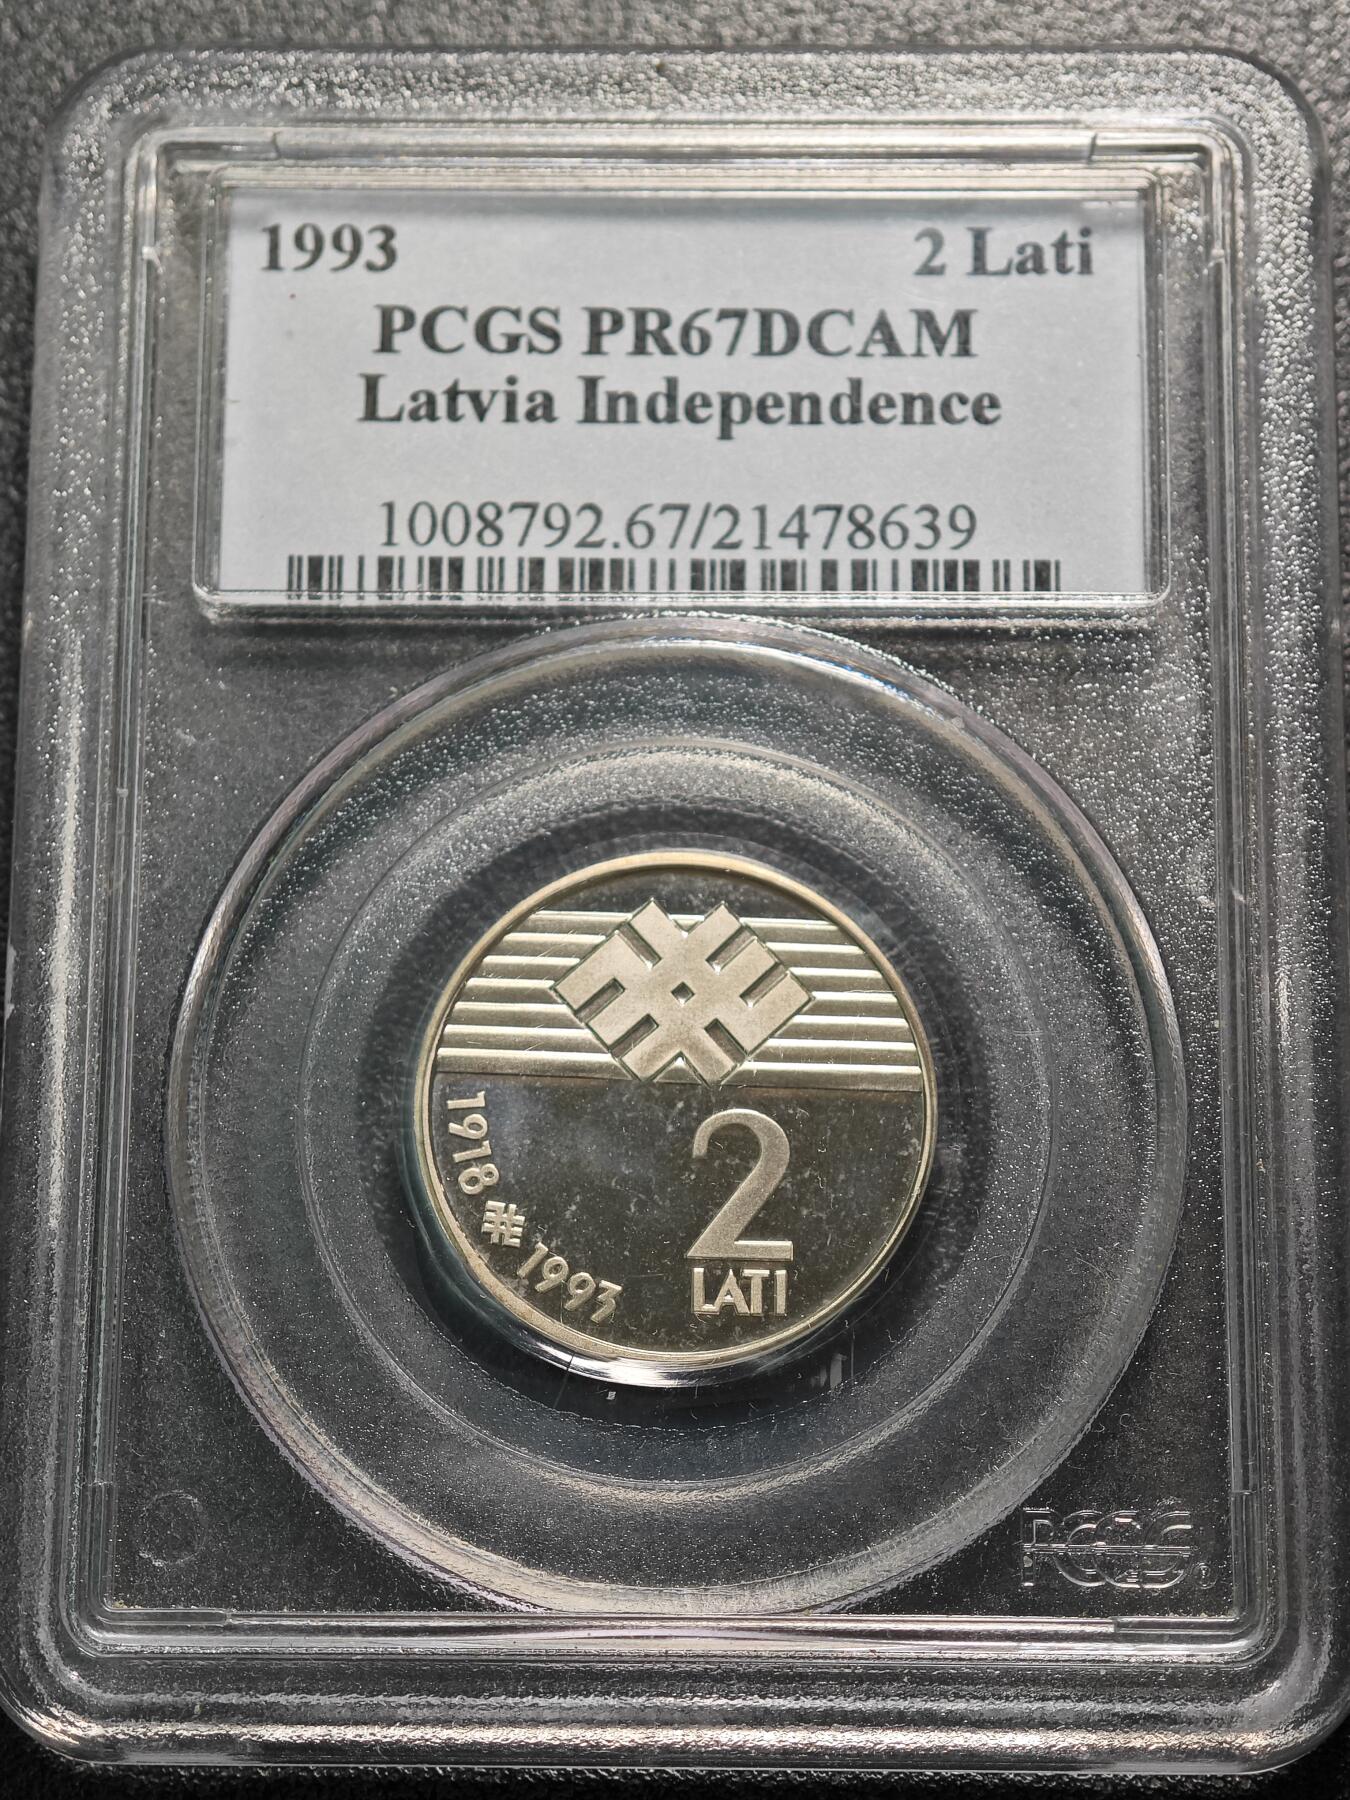 1993 2 Lati
PCGS PR67DCAM
Latvia Independence
1008792.67/21478639
1918 1993
2
LATI
PCGS